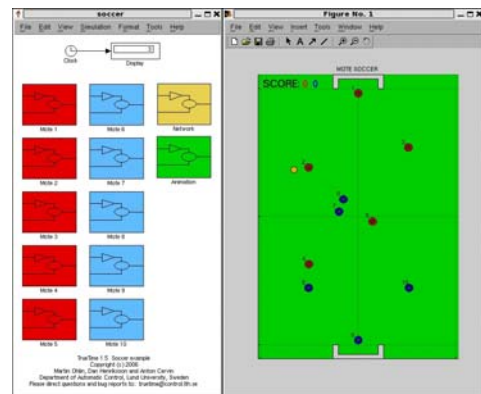 soccer
File Edit View Simulation Format Tools Help
Clock
Display
Mote 1
Mote 6
Network
Mote 2
Mote 7
Animation
Mote 3
Mote 8
Mote 4
Mote 9
Mote 5
Mote 10
TrueTime 1.5 Soccer example
Copyright (c) 2006
Martin Ohlin, Dan Henriksson and Anton Cervin
Department of Automatic Control, Lund University, Sweden
Please direct questions and bug reports to: truetime@control.lth.se
Figure No. 1
File Edit View Insert Tools Window Help
MOTE SOCCER
SCORE: 0 0